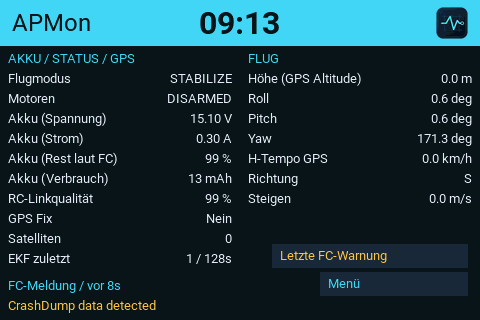 APMon
09:13
AKKU / STATUS / GPS
Flugmodus STABILIZE
Motoren DISARMED
Akku (Spannung) 15.10 V
Akku (Strom) 0.30 A
Akku (Rest laut FC) 99 %
Akku (Verbrauch) 13 mAh
RC-Linkqualität 99 %
GPS Fix Nein
Satelliten 0
EKF zuletzt 1 / 128s
FC-Meldung / vor 8s
CrashDump data detected
FLUG
Höhe (GPS Altitude) 0.0 m
Roll 0.6 deg
Pitch 0.6 deg
Yaw 171.3 deg
H-Tempo GPS 0.0 km/h
Richtung S
Steigen 0.0 m/s
Letzte FC-Warnung
Menü